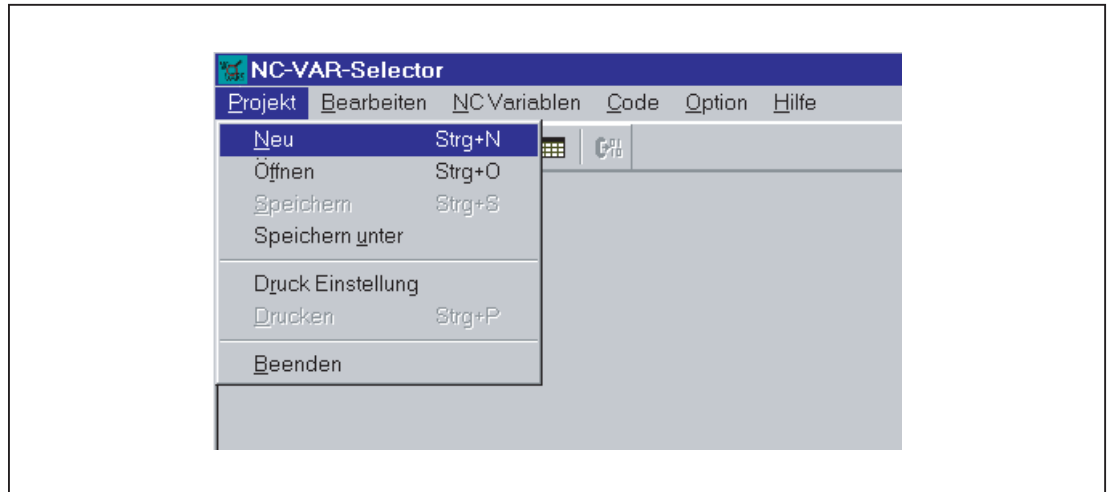 NC-VAR-Selector
Projekt Bearbeiten NC Variablen Code Option Hilfe
Neu Strg+N
Öffnen Strg+O
Speichern Strg+S
Speichern unter
Druck Einstellung
Drucken Strg+P
Beenden